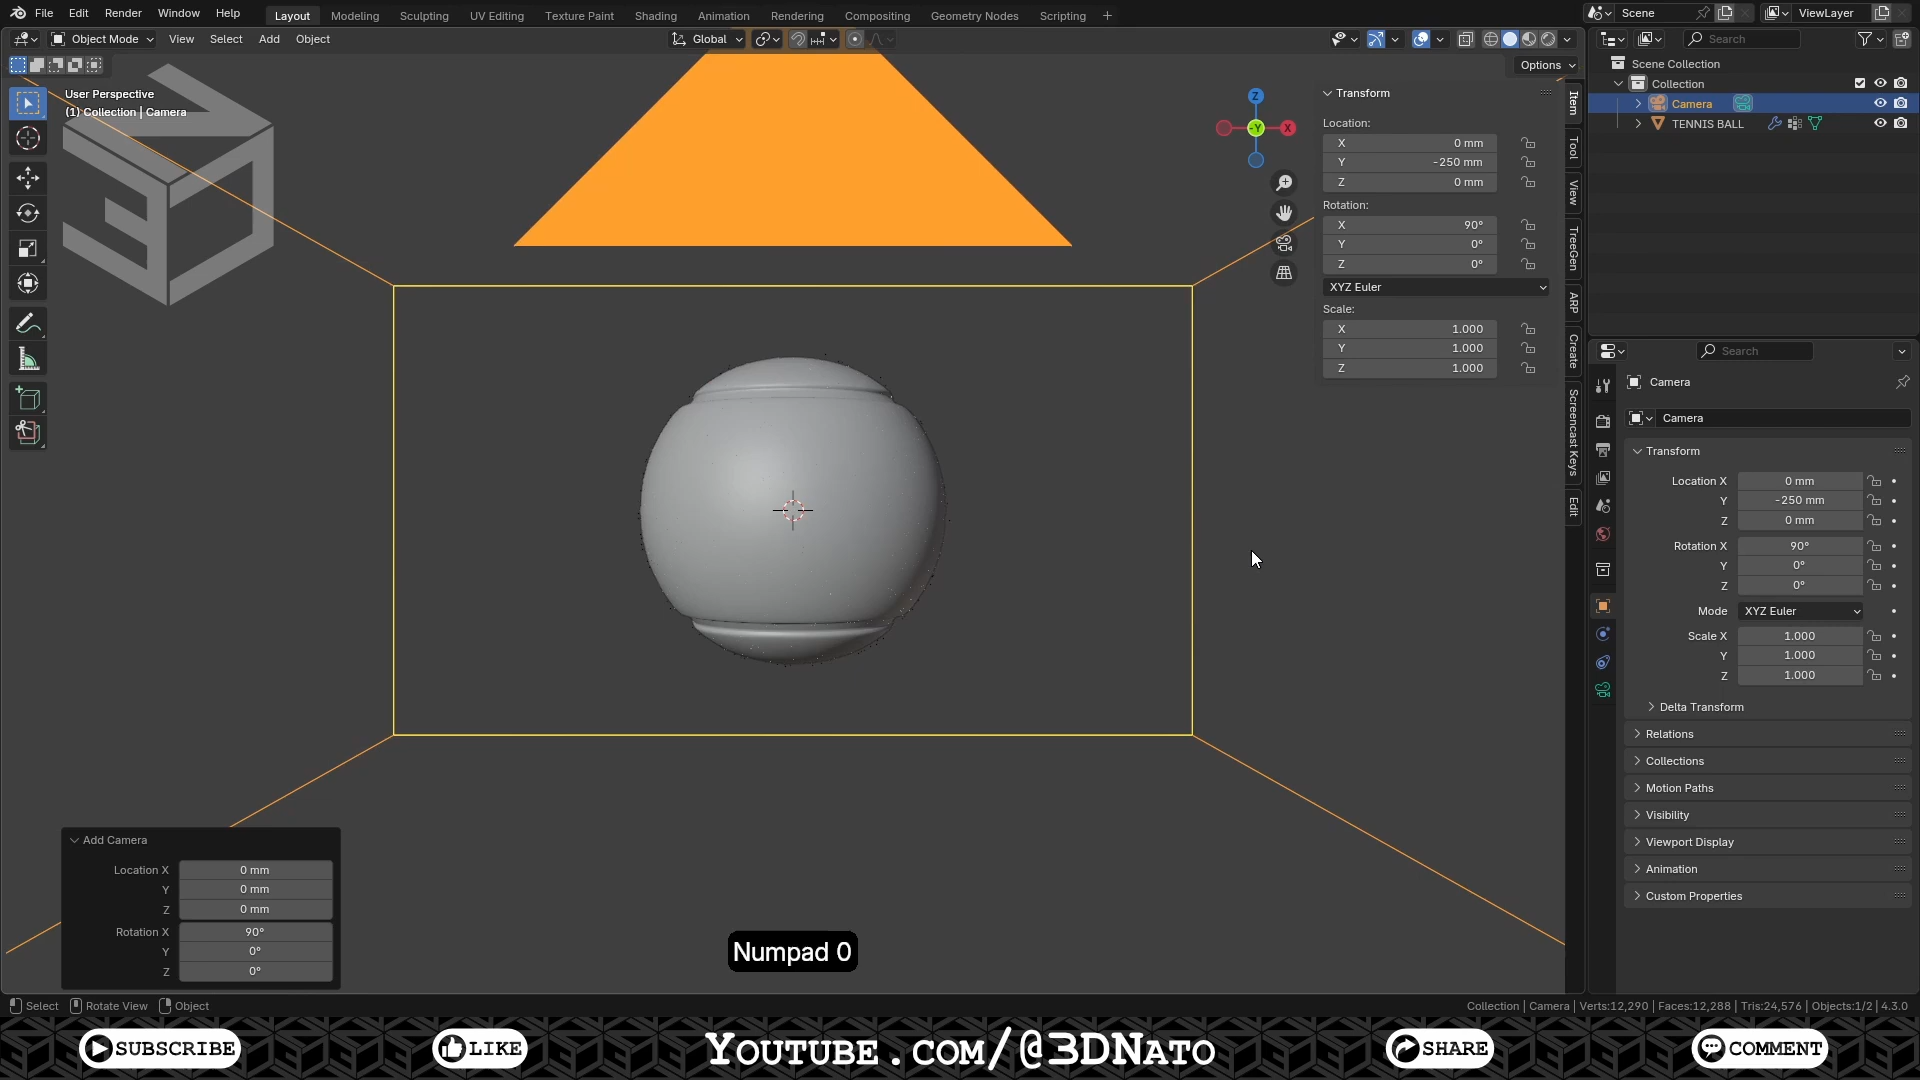 File Edit Render Window Help Layout Modeling Sculpting UV Editing Texture Paint Shading Animation Rendering Compositing Geometry Nodes Scripting + Scene ViewLayer
Object Mode View Select Add Object Global Search
Options
User Perspective
(1) Collection | Camera
Z
-Y
X
Transform
Location:
X 0 mm
Y -250 mm
Z 0 mm
Rotation:
X 90°
Y 0°
Z 0°
XYZ Euler
Scale:
X 1.000
Y 1.000
Z 1.000
Item
Tool
View
TreeGen
ARP
Create
Screencast Keys
Edit
Scene Collection
Collection
Camera
TENNIS BALL
Search
Camera
Camera
Transform
Location X 0 mm
Y -250 mm
Z 0 mm
Rotation X 90°
Y 0°
Z 0°
Mode XYZ Euler
Scale X 1.000
Y 1.000
Z 1.000
Delta Transform
Relations
Collections
Motion Paths
Visibility
Viewport Display
Animation
Custom Properties
Add Camera
Location X 0 mm
Y 0 mm
Z 0 mm
Rotation X 90°
Y 0°
Z 0°
Numpad 0
Select Rotate View Object Collection | Camera | Verts:12,290 | Faces:12,288 | Tris:24,576 | Objects:1/2 | 4.3.0
SUBSCRIBE LIKE YOUTUBE.COM/@3DNATO SHARE COMMENT